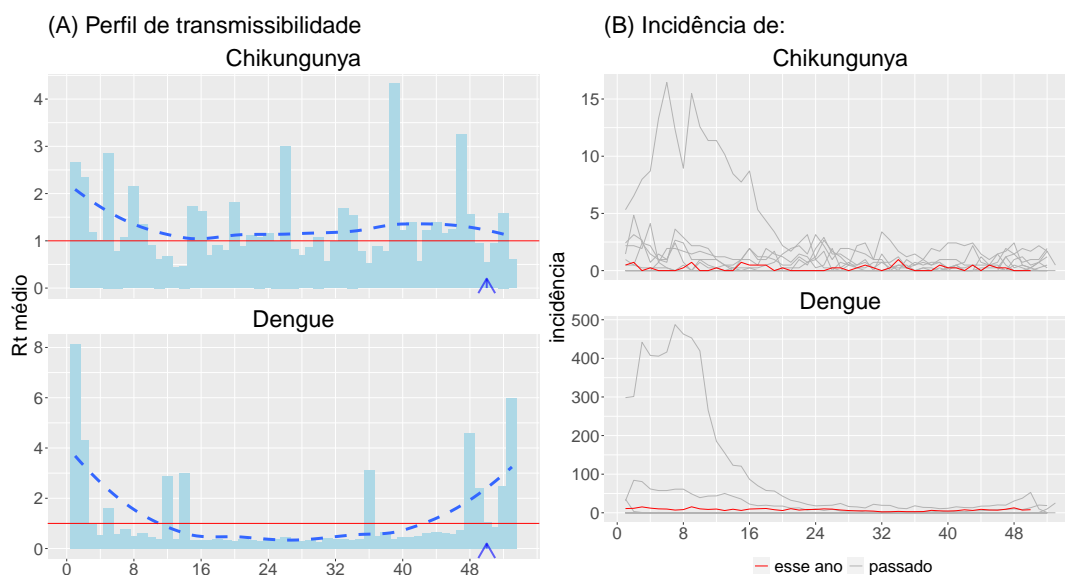 (A) Perfil de transmissibilidade
Chikungunya
4
3
2
1
0
Dengue
8
6
4
2
0
0 8 16 24 32 40 48
Rt médio
(B) Incidência de:
Chikungunya
15
10
5
0
Dengue
500
400
300
200
100
0
0 8 16 24 32 40 48
incidência
esse ano passado